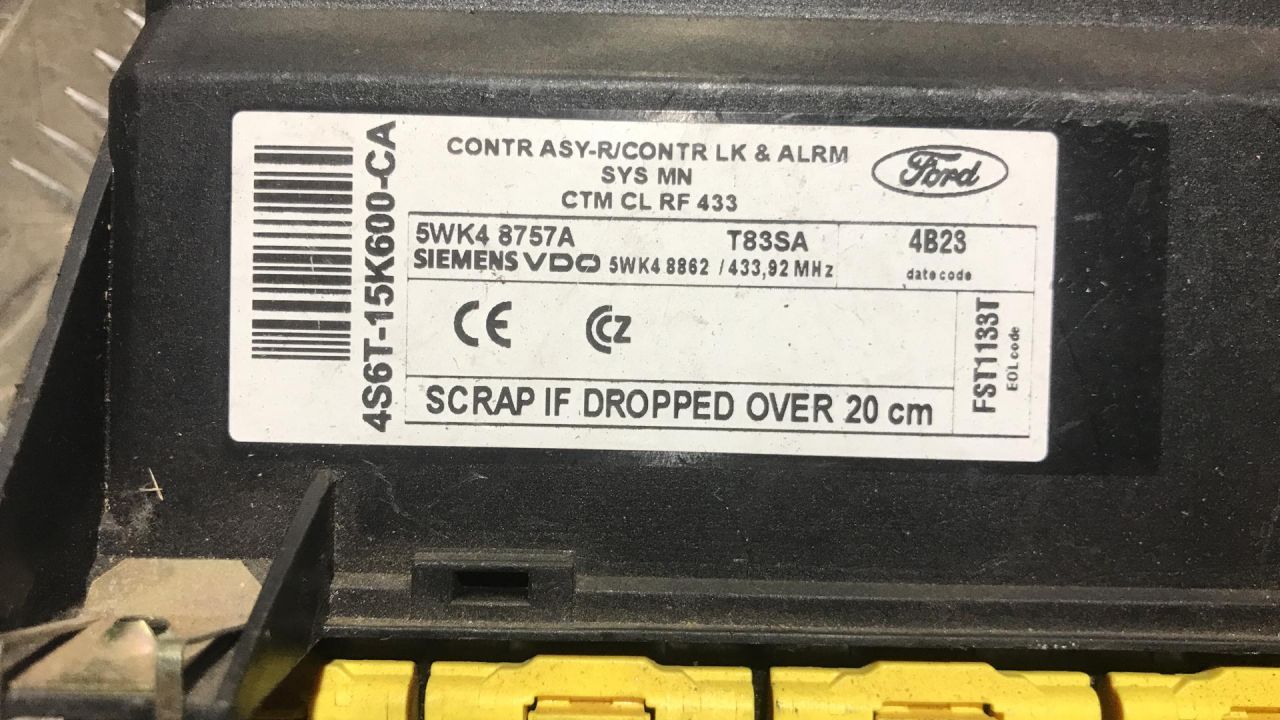 4S6T-15K600-CA
CONTR ASY-R/CONTR LK & ALRM
SYS MN
CTM CL RF 433
Ford
5WK4 8757A T83SA
SIEMENS VDO 5WK4 8862 / 433,92 MHz
4B23
date code
CE
CCZ
FST1133T
EOL code
SCRAP IF DROPPED OVER 20 cm